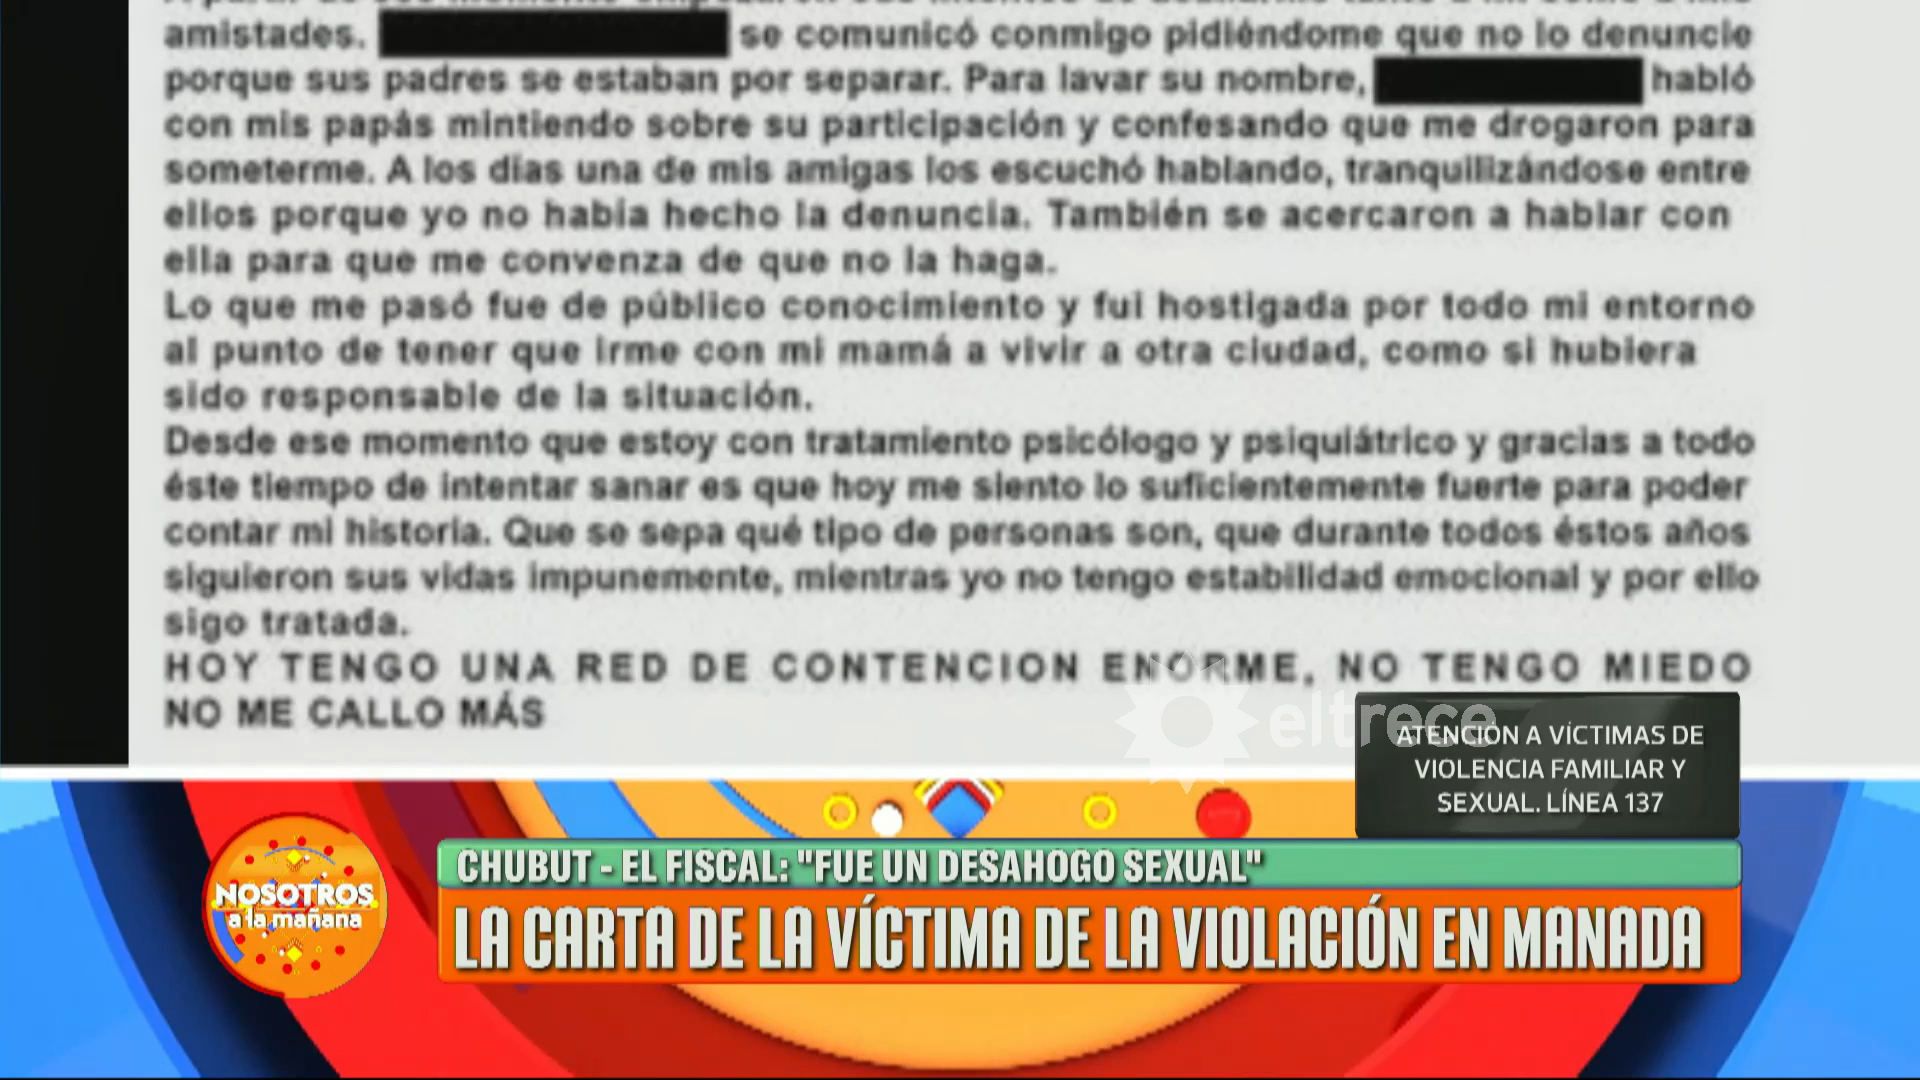 amistades. se comunicó conmigo pidiéndome que no lo denuncie
porque sus padres se estaban por separar. Para lavar su nombre, habló
con mis papás mintiendo sobre su participación y confesando que me drogaron para
someterme. A los días una de mis amigas los escuchó hablando, tranquilizándose entre
ellos porque yo no había hecho la denuncia. También se acercaron a hablar con
ella para que me convenza de que no la haga.
Lo que me pasó fue de público conocimiento y fui hostigada por todo mi entorno
al punto de tener que irme con mi mamá a vivir a otra ciudad, como si hubiera
sido responsable de la situación.
Desde ese momento que estoy con tratamiento psicólogo y psiquiátrico y gracias a todo
éste tiempo de intentar sanar es que hoy me siento lo suficientemente fuerte para poder
contar mi historia. Que se sepa qué tipo de personas son, que durante todos éstos años
siguieron sus vidas impunemente, mientras yo no tengo estabilidad emocional y por ello
sigo tratada.
HOY TENGO UNA RED DE CONTENCION ENORME, NO TENGO MIEDO
NO ME CALLO MÁS
eltrece
ATENCIÓN A VÍCTIMAS DE
VIOLENCIA FAMILIAR Y
SEXUAL. LÍNEA 137
CHUBUT - EL FISCAL: "FUE UN DESAHOGO SEXUAL"
NOSOTROS
a la mañana
LA CARTA DE LA VÍCTIMA DE LA VIOLACIÓN EN MANADA